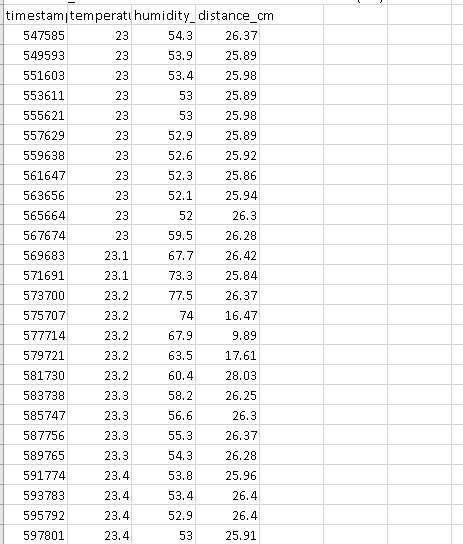 timestamp temperatu humidity_ distance_cm
547585 23 54.3 26.37
549593 23 53.9 25.89
551603 23 53.4 25.98
553611 23 53 25.89
555621 23 53 25.98
557629 23 52.9 25.89
559638 23 52.6 25.92
561647 23 52.3 25.86
563656 23 52.1 25.94
565664 23 52 26.3
567674 23 59.5 26.28
569683 23.1 67.7 26.42
571691 23.1 73.3 25.84
573700 23.2 77.5 26.37
575707 23.2 74 16.47
577714 23.2 67.9 9.89
579721 23.2 63.5 17.61
581730 23.2 60.4 28.03
583738 23.3 58.2 26.25
585747 23.3 56.6 26.3
587756 23.3 55.3 26.37
589765 23.3 54.3 26.28
591774 23.4 53.8 25.96
593783 23.4 53.4 26.4
595792 23.4 52.9 26.4
597801 23.4 53 25.91